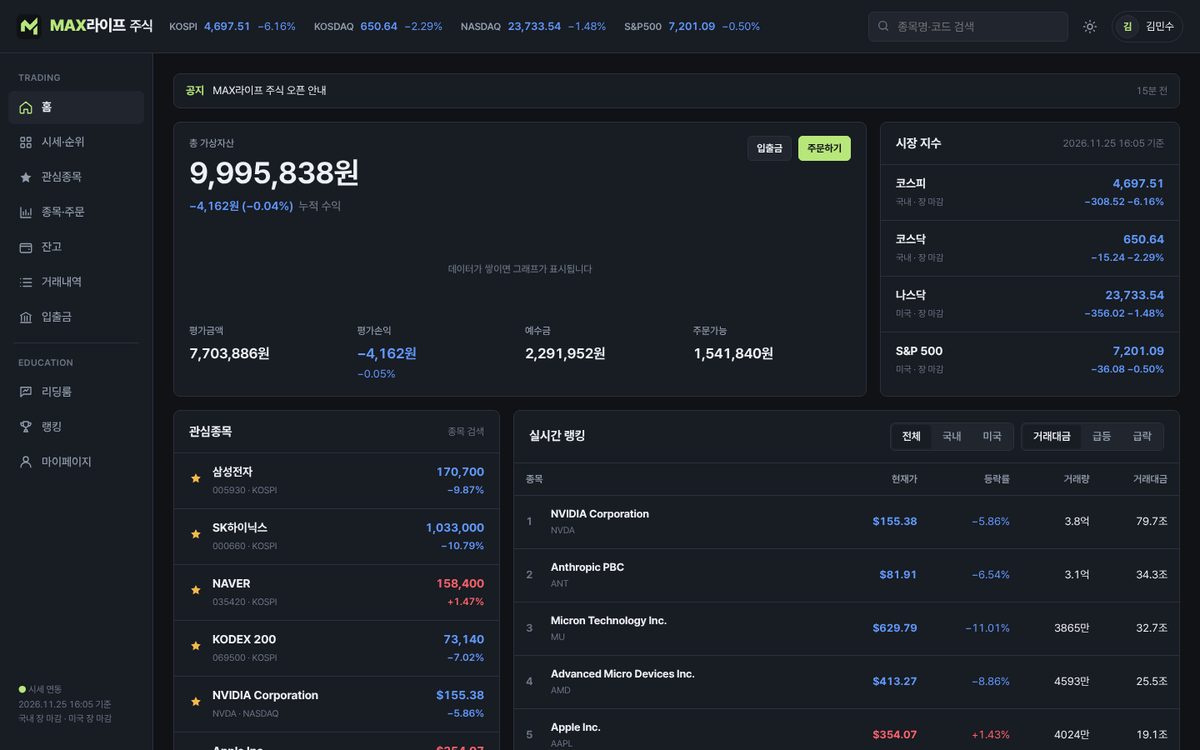 MAX라이프 주식
KOSPI 4,697.51 −6.16% KOSDAQ 650.64 −2.29% NASDAQ 23,733.54 −1.48% S&P500 7,201.09 −0.50%
종목명·코드 검색
김 김민수
TRADING
홈
시세·순위
관심종목
종목·주문
잔고
거래내역
입출금
EDUCATION
리딩룸
랭킹
마이페이지
시세 연동
2026.11.25 16:05 기준
국내 장 마감 · 미국 장 마감
공지 MAX라이프 주식 오픈 안내 15분 전
총 가상자산
9,995,838원
−4,162원 (−0.04%) 누적 수익
입출금 주문하기
데이터가 쌓이면 그래프가 표시됩니다
평가금액 평가손익 예수금 주문가능
7,703,886원 −4,162원 2,291,952원 1,541,840원
−0.05%
시장 지수 2026.11.25 16:05 기준
코스피 4,697.51
국내 · 장 마감 −308.52 −6.16%
코스닥 650.64
국내 · 장 마감 −15.24 −2.29%
나스닥 23,733.54
미국 · 장 마감 −356.02 −1.48%
S&P 500 7,201.09
미국 · 장 마감 −36.08 −0.50%
관심종목 종목 검색
삼성전자 170,700
005930 · KOSPI −9.87%
SK하이닉스 1,033,000
000660 · KOSPI −10.79%
NAVER 158,400
035420 · KOSPI +1.47%
KODEX 200 73,140
069500 · KOSPI −7.02%
NVIDIA Corporation $155.38
NVDA · NASDAQ −5.86%
Apple Inc. $354.07
실시간 랭킹 전체 국내 미국 거래대금 급등 급락
종목 현재가 등락률 거래량 거래대금
1 NVIDIA Corporation $155.38 −5.86% 3.8억 79.7조
NVDA
2 Anthropic PBC $81.91 −6.54% 3.1억 34.3조
ANT
3 Micron Technology Inc. $629.79 −11.01% 3865만 32.7조
MU
4 Advanced Micro Devices Inc. $413.27 −8.86% 4593만 25.5조
AMD
5 Apple Inc. $354.07 +1.43% 4024만 19.1조
AAPL